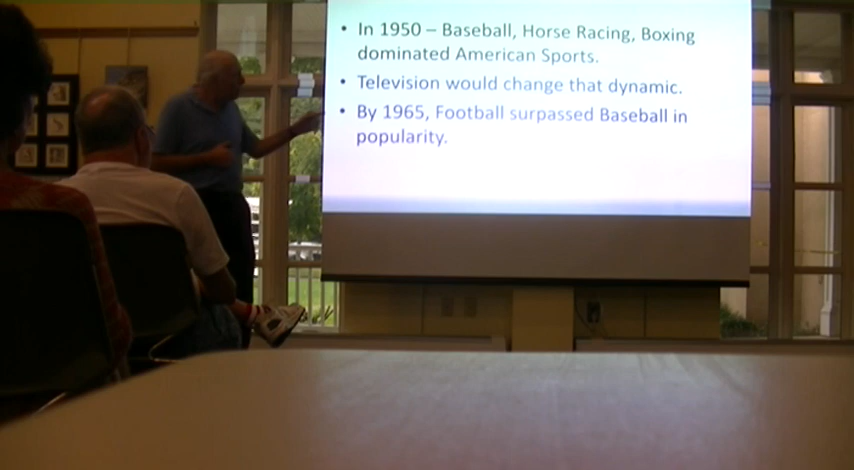 • In 1950 – Baseball, Horse Racing, Boxing
dominated American Sports.
• Television would change that dynamic.
• By 1965, Football surpassed Baseball in
popularity.